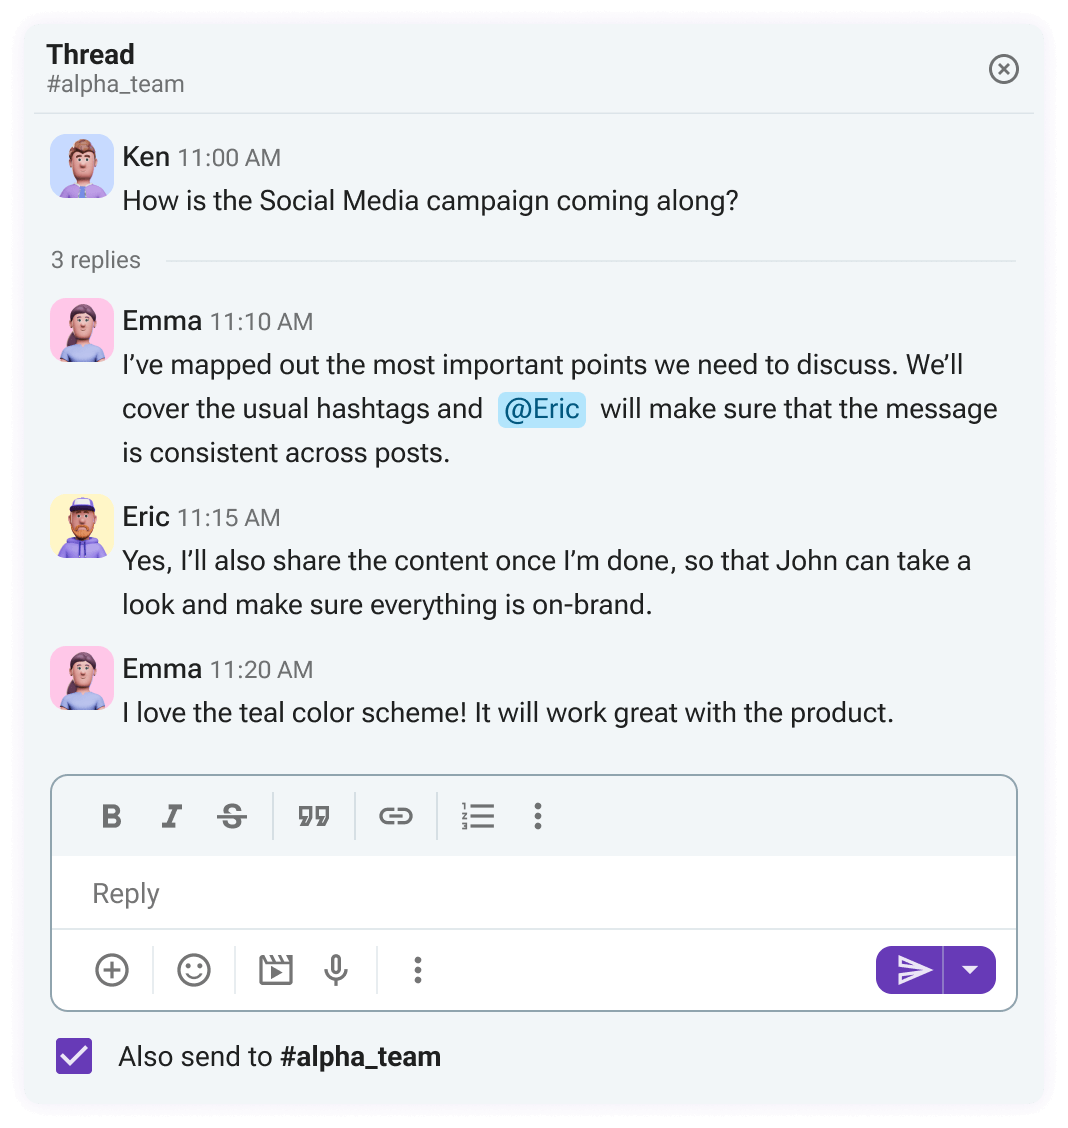 Thread
#alpha_team
Ken 11:00 AM
How is the Social Media campaign coming along?
3 replies
Emma 11:10 AM
I’ve mapped out the most important points we need to discuss. We’ll
cover the usual hashtags and @Eric will make sure that the message
is consistent across posts.
Eric 11:15 AM
Yes, I’ll also share the content once I’m done, so that John can take a
look and make sure everything is on-brand.
Emma 11:20 AM
I love the teal color scheme! It will work great with the product.
Reply
Also send to #alpha_team